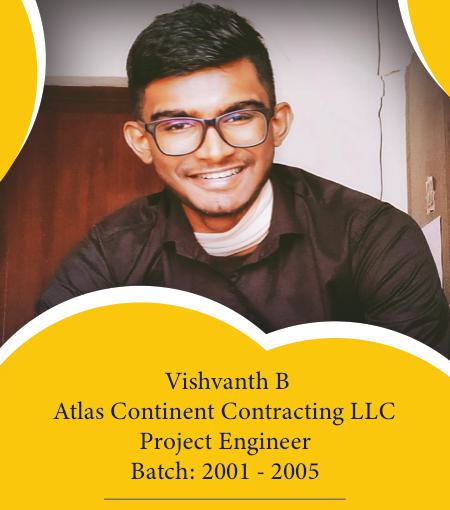 Vishvanth B
Atlas Continent Contracting LLC
Project Engineer
Batch: 2001 - 2005